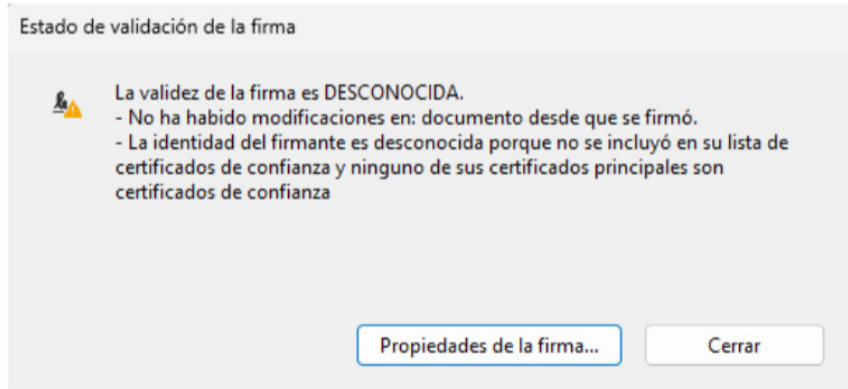 Estado de validación de la firma
La validez de la firma es DESCONOCIDA.
- No ha habido modificaciones en: documento desde que se firmó.
- La identidad del firmante es desconocida porque no se incluyó en su lista de
certificados de confianza y ninguno de sus certificados principales son
certificados de confianza
Propiedades de la firma...
Cerrar